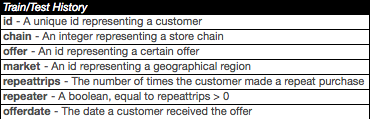 Train/Test History
id - A unique id representing a customer
chain - An integer representing a store chain
offer - An id representing a certain offer
market - An id representing a geographical region
repeattrips - The number of times the customer made a repeat purchase
repeater - A boolean, equal to repeattrips > 0
offerdate - The date a customer received the offer